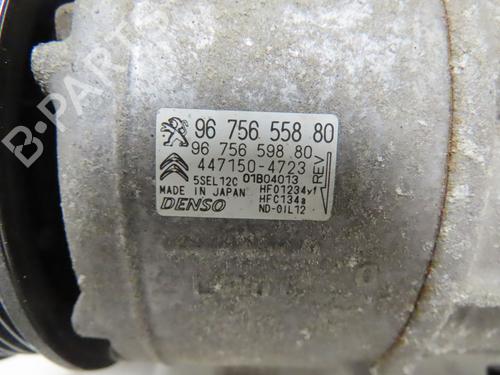 96 756 558 80
96 756 598 80
447150-4723
REV
5SEL12C 01B04013
MADE IN JAPAN HF01234yf
DENSO HFC134a
ND-OIL12
B-PARTS